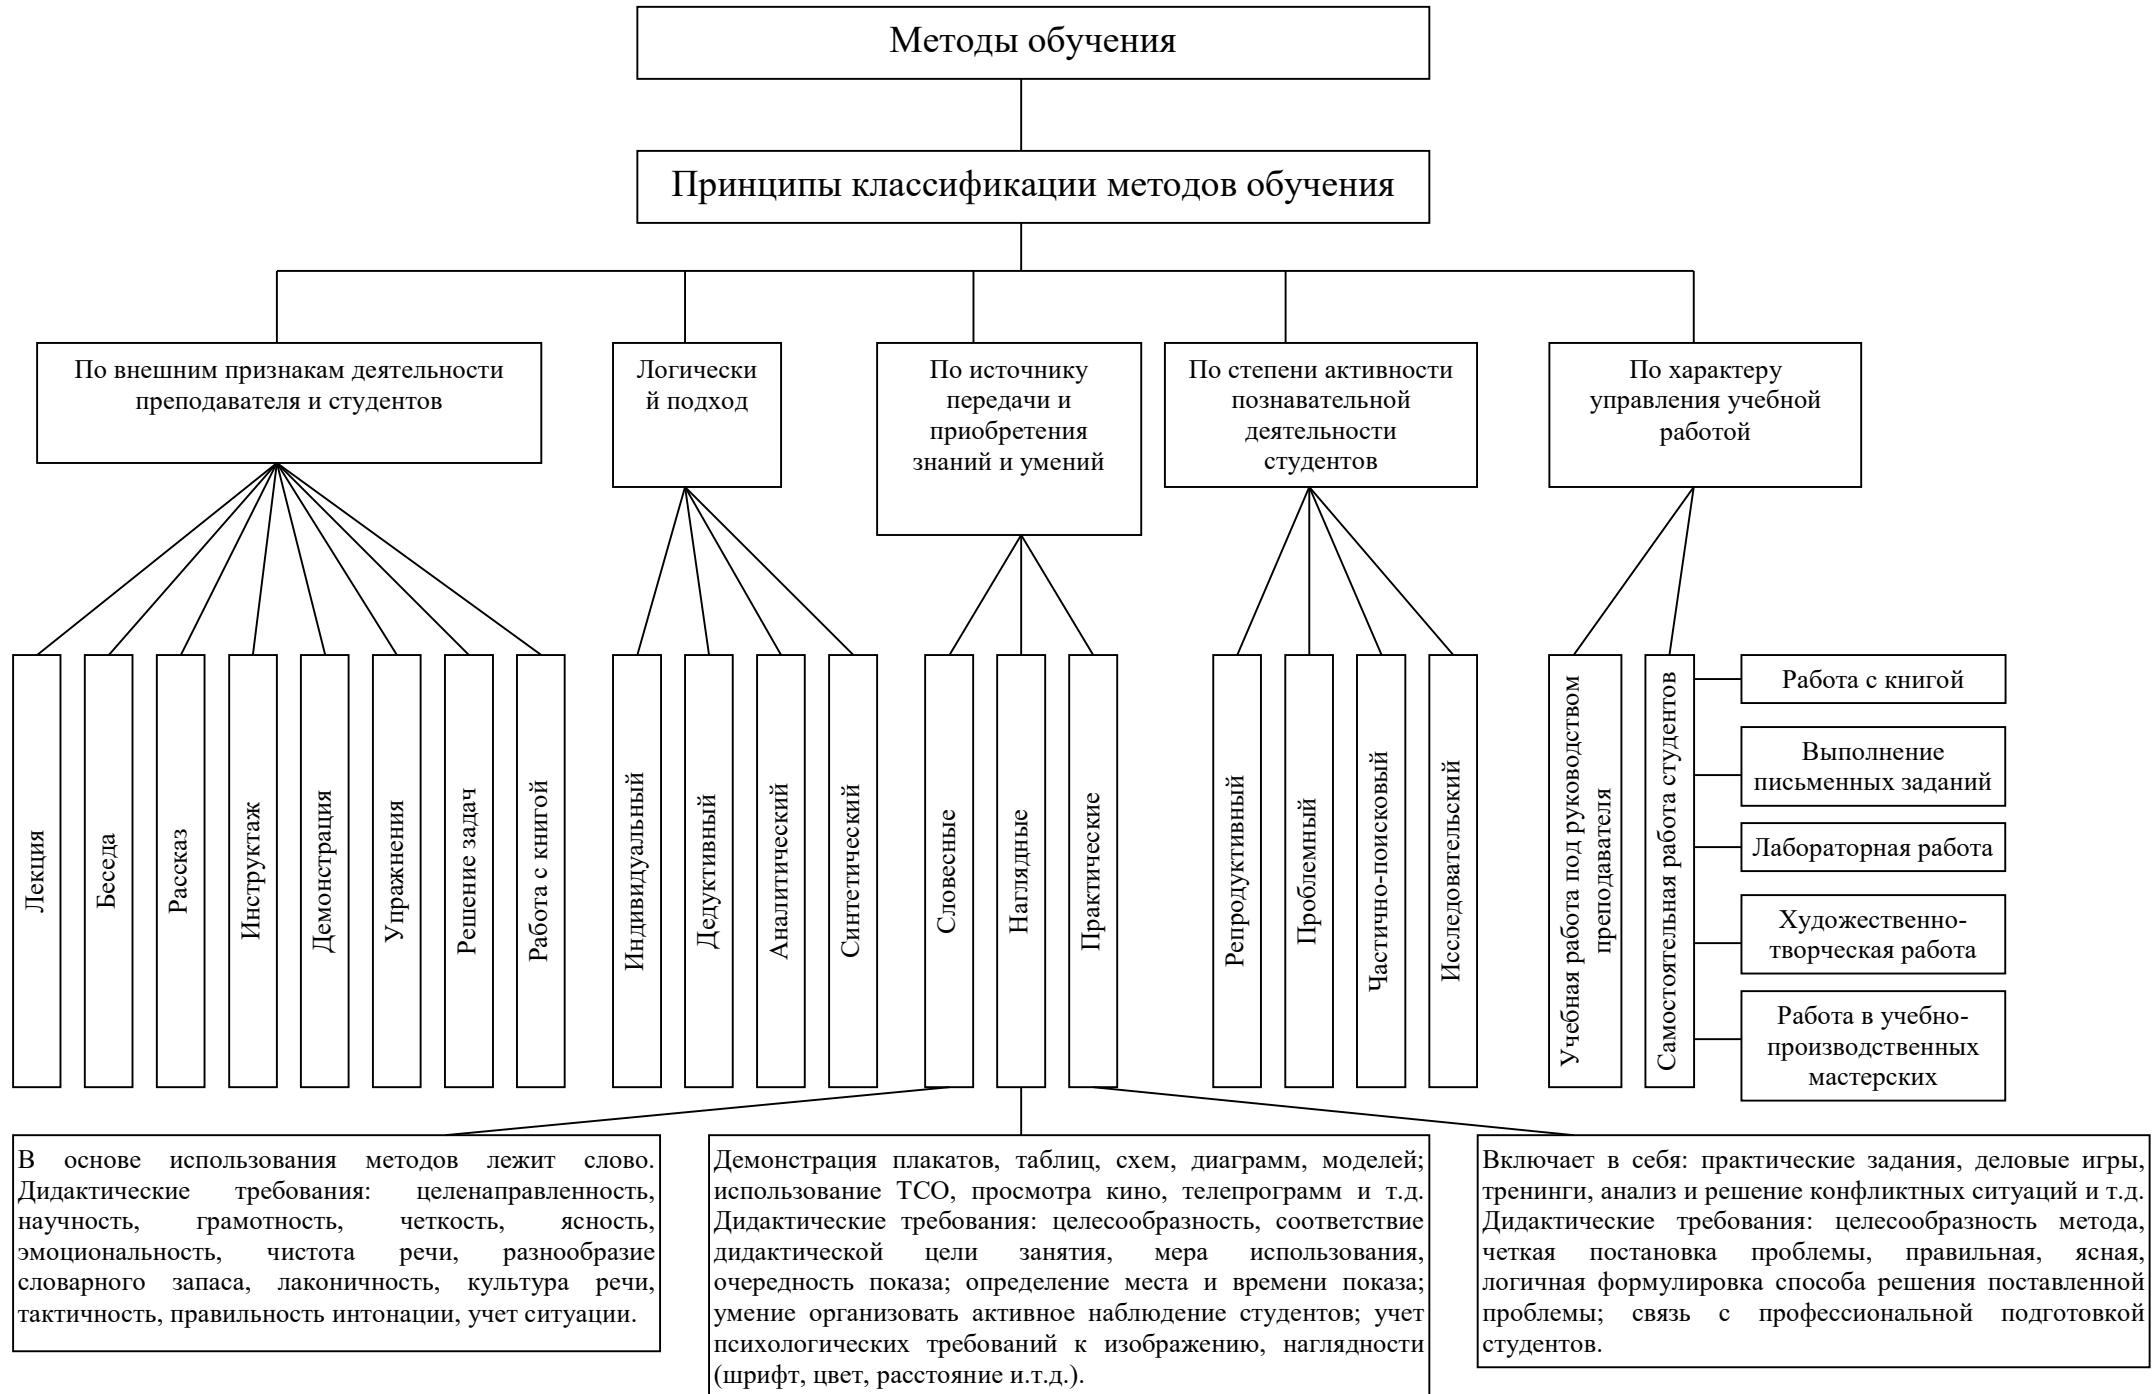 Методы обучения
Принципы классификации методов обучения
По внешним признакам деятельности
преподавателя и студентов
Логически
й подход
По источнику
передачи и
приобретения
знаний и умений
По степени активности
познавательной
деятельности
студентов
По характеру
управления учебной
работой
Лекция
Беседа
Рассказ
Инструктаж
Демонстрация
Упражнения
Решение задач
Работа с книгой
Индивидуальный
Дедуктивный
Аналитический
Синтетический
Словесные
Наглядные
Практические
Репродуктивный
Проблемный
Частично-поисковый
Исследовательский
Учебная работа под руководством
преподавателя
Самостоятельная работа студентов
Работа с книгой
Выполнение
письменных заданий
Лабораторная работа
Художественно-
творческая работа
Работа в учебно-
производственных
мастерских
В основе использования методов лежит слово.
Дидактические требования: целенаправленность,
научность, грамотность, четкость, ясность,
эмоциональность, чистота речи, разнообразие
словарного запаса, лаконичность, культура речи,
тактичность, правильность интонации, учет ситуации.
Демонстрация плакатов, таблиц, схем, диаграмм, моделей;
использование ТСО, просмотра кино, телепрограмм и т.д.
Дидактические требования: целесообразность, соответствие
дидактической цели занятия, мера использования,
очередность показа; определение места и времени показа;
умение организовать активное наблюдение студентов; учет
психологических требований к изображению, наглядности
(шрифт, цвет, расстояние и.т.д.).
Включает в себя: практические задания, деловые игры,
тренинги, анализ и решение конфликтных ситуаций и т.д.
Дидактические требования: целесообразность метода,
четкая постановка проблемы, правильная, ясная,
логичная формулировка способа решения поставленной
проблемы; связь с профессиональной подготовкой
студентов.